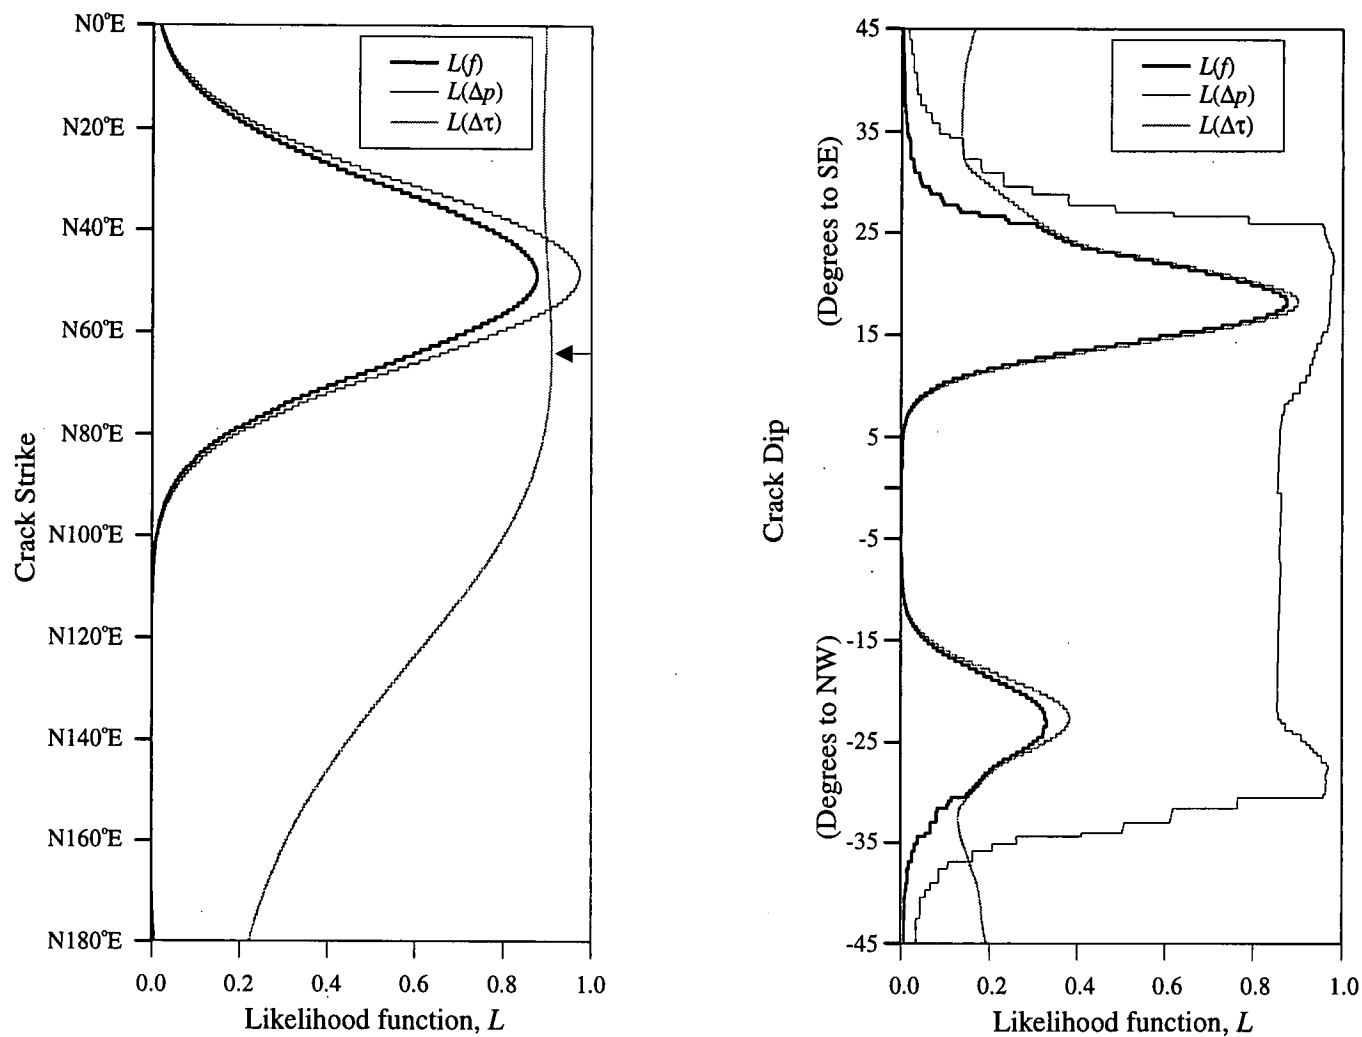 N0°E
N20°E
N40°E
N60°E
N80°E
N100°E
N120°E
N140°E
N160°E
N180°E
Crack Strike
L(f)
L(Δp)
L(Δτ)
0.0 0.2 0.4 0.6 0.8 1.0
Likelihood function, L
45
35
25
15
5
-5
-15
-25
-35
-45
(Degrees to SE)
Crack Dip
(Degrees to NW)
L(f)
L(Δp)
L(Δτ)
0.0 0.2 0.4 0.6 0.8 1.0
Likelihood function, L